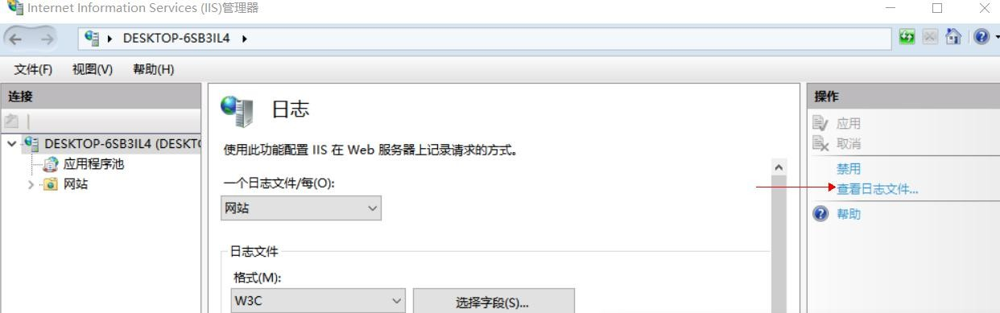 Internet Information Services (IIS)管理器
DESKTOP-6SB3IL4
文件(F) 视图(V) 帮助(H)
连接
DESKTOP-6SB3IL4 (DESKT
应用程序池
网站
日志
使用此功能配置 IIS 在 Web 服务器上记录请求的方式。
一个日志文件/每(O):
网站
日志文件
格式(M):
W3C
选择字段(S)...
操作
应用
取消
禁用
查看日志文件...
帮助